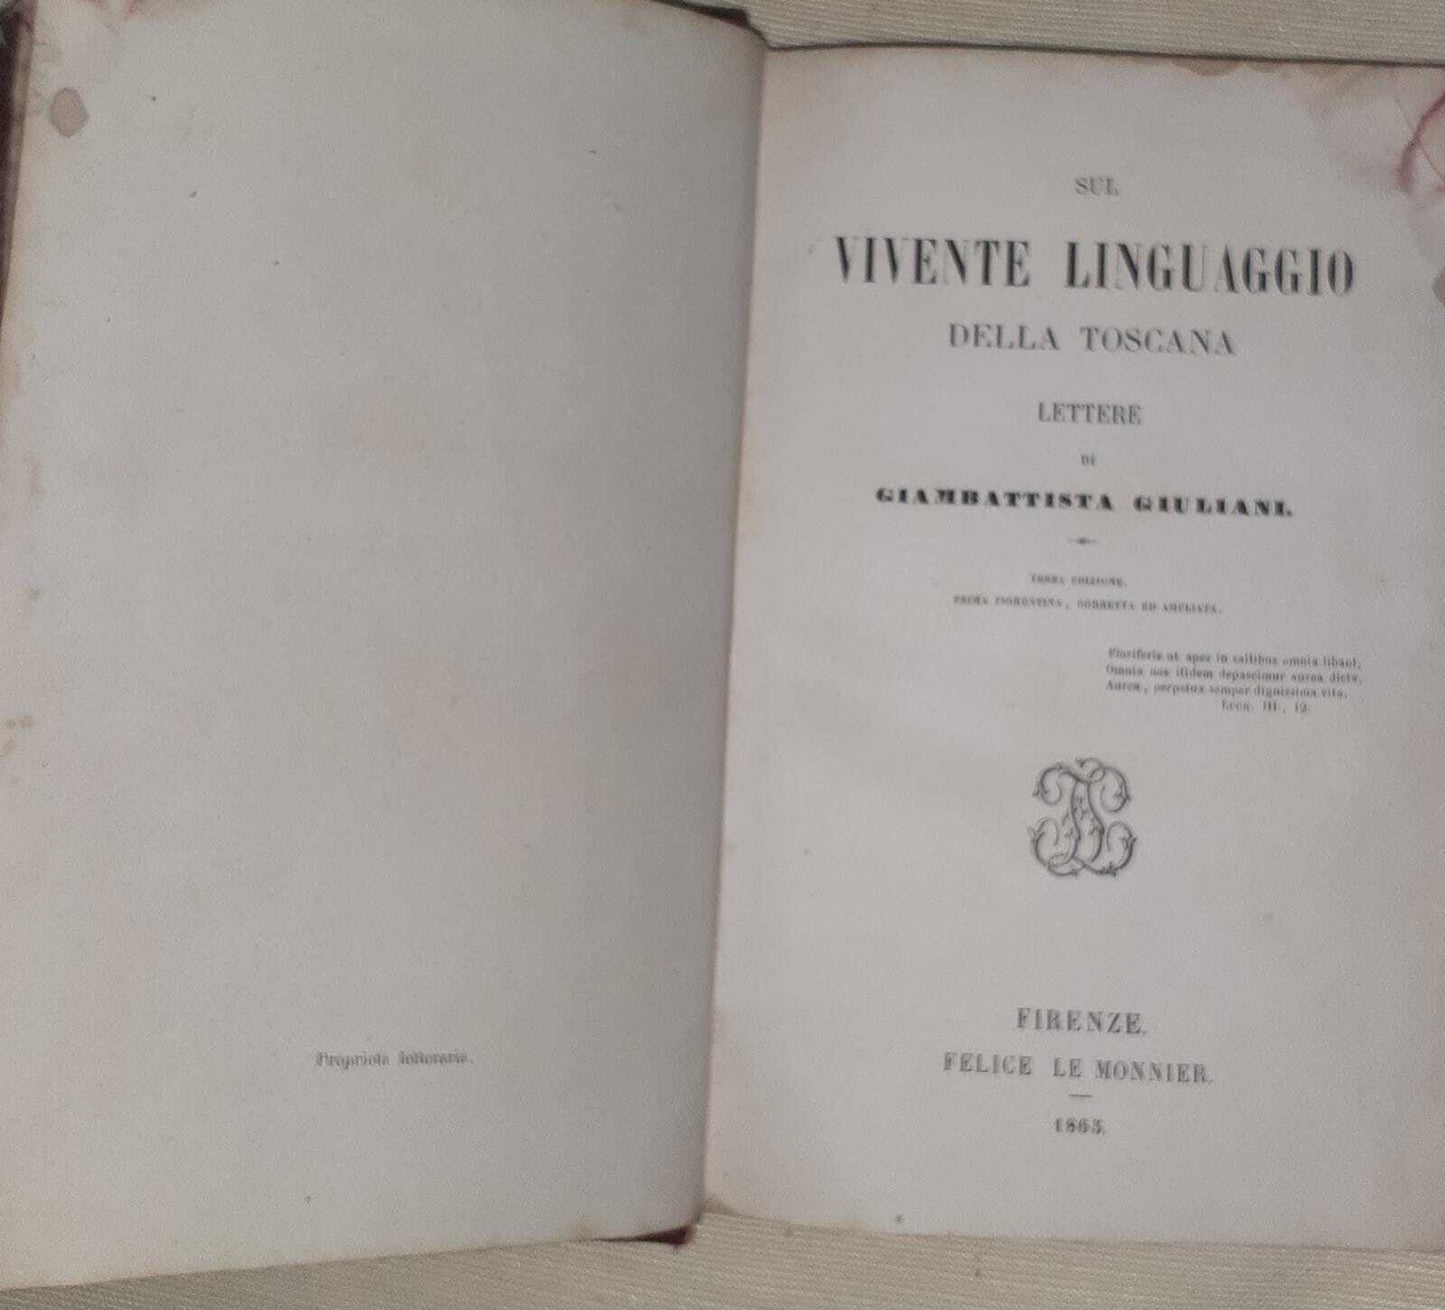 Proprietà letteraria.
SUL
VIVENTE LINGUAGGIO
DELLA TOSCANA
LETTERE
DI
GIAMBATTISTA GIULIANI.
TERZA EDIZIONE,
PRIMA FIORENTINA, CORRETTA ED AMPLIATA.
Floriferis ut apes in saltibus omnia libant,
Omnia nos itidem depascimur aurea dicta,
Aurea, perpetua semper dignissima vita.
LUCR. III, 12.
FIRENZE.
FELICE LE MONNIER.
1865.